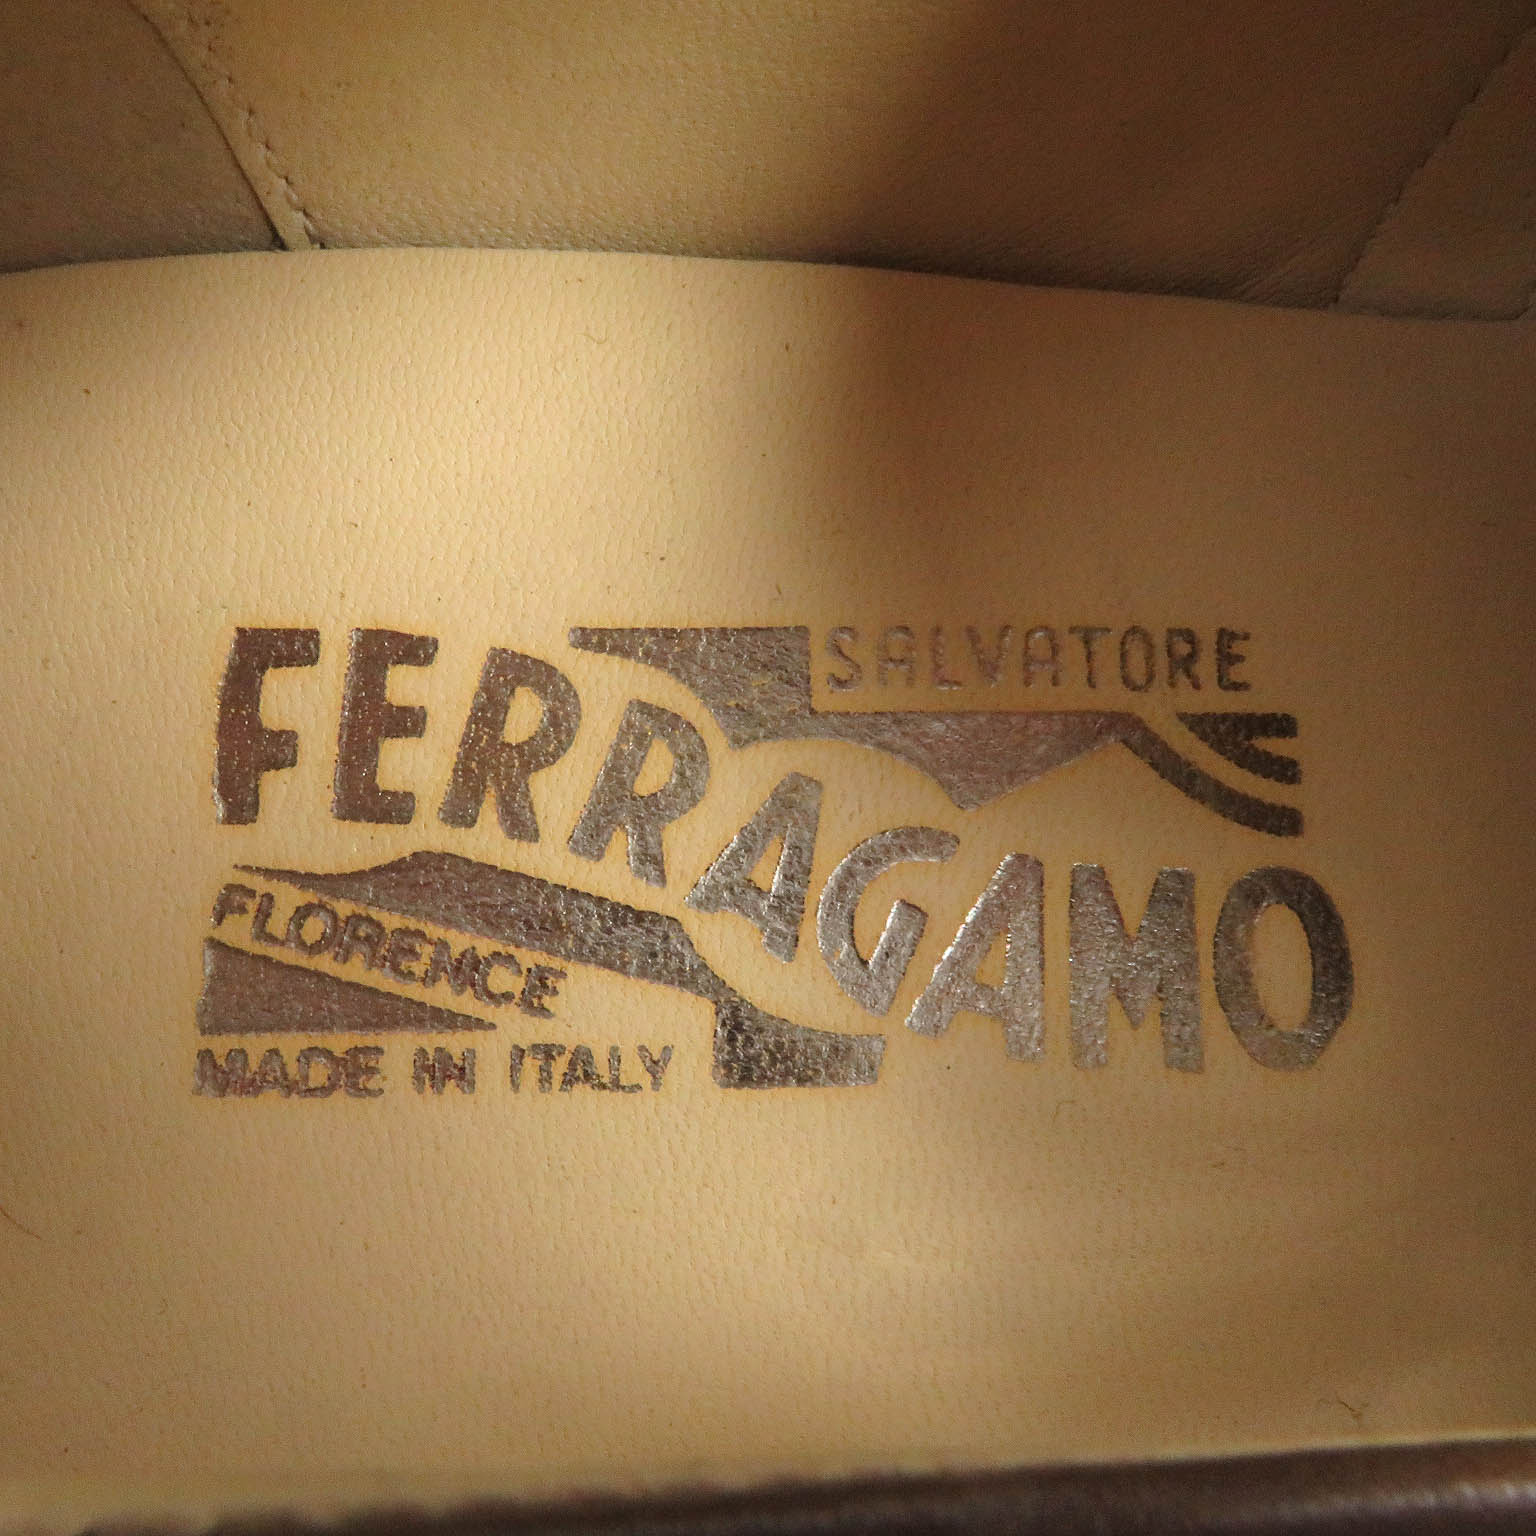 SALVATORE
FERRAGAMO
FLORENCE
MADE IN ITALY